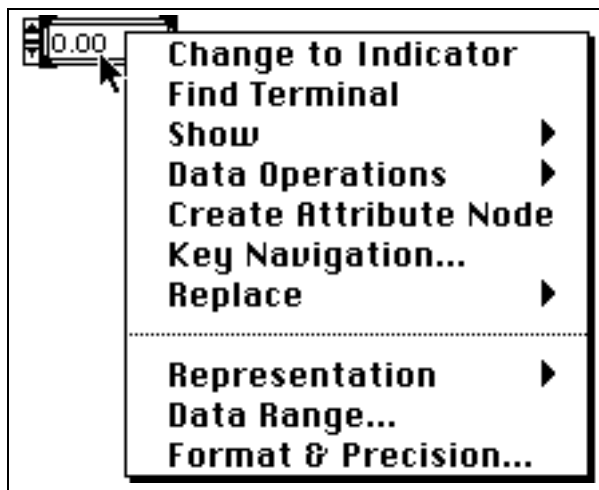 0.00
Change to Indicator
Find Terminal
Show
Data Operations
Create Attribute Node
Key Navigation...
Replace
Representation
Data Range...
Format & Precision...